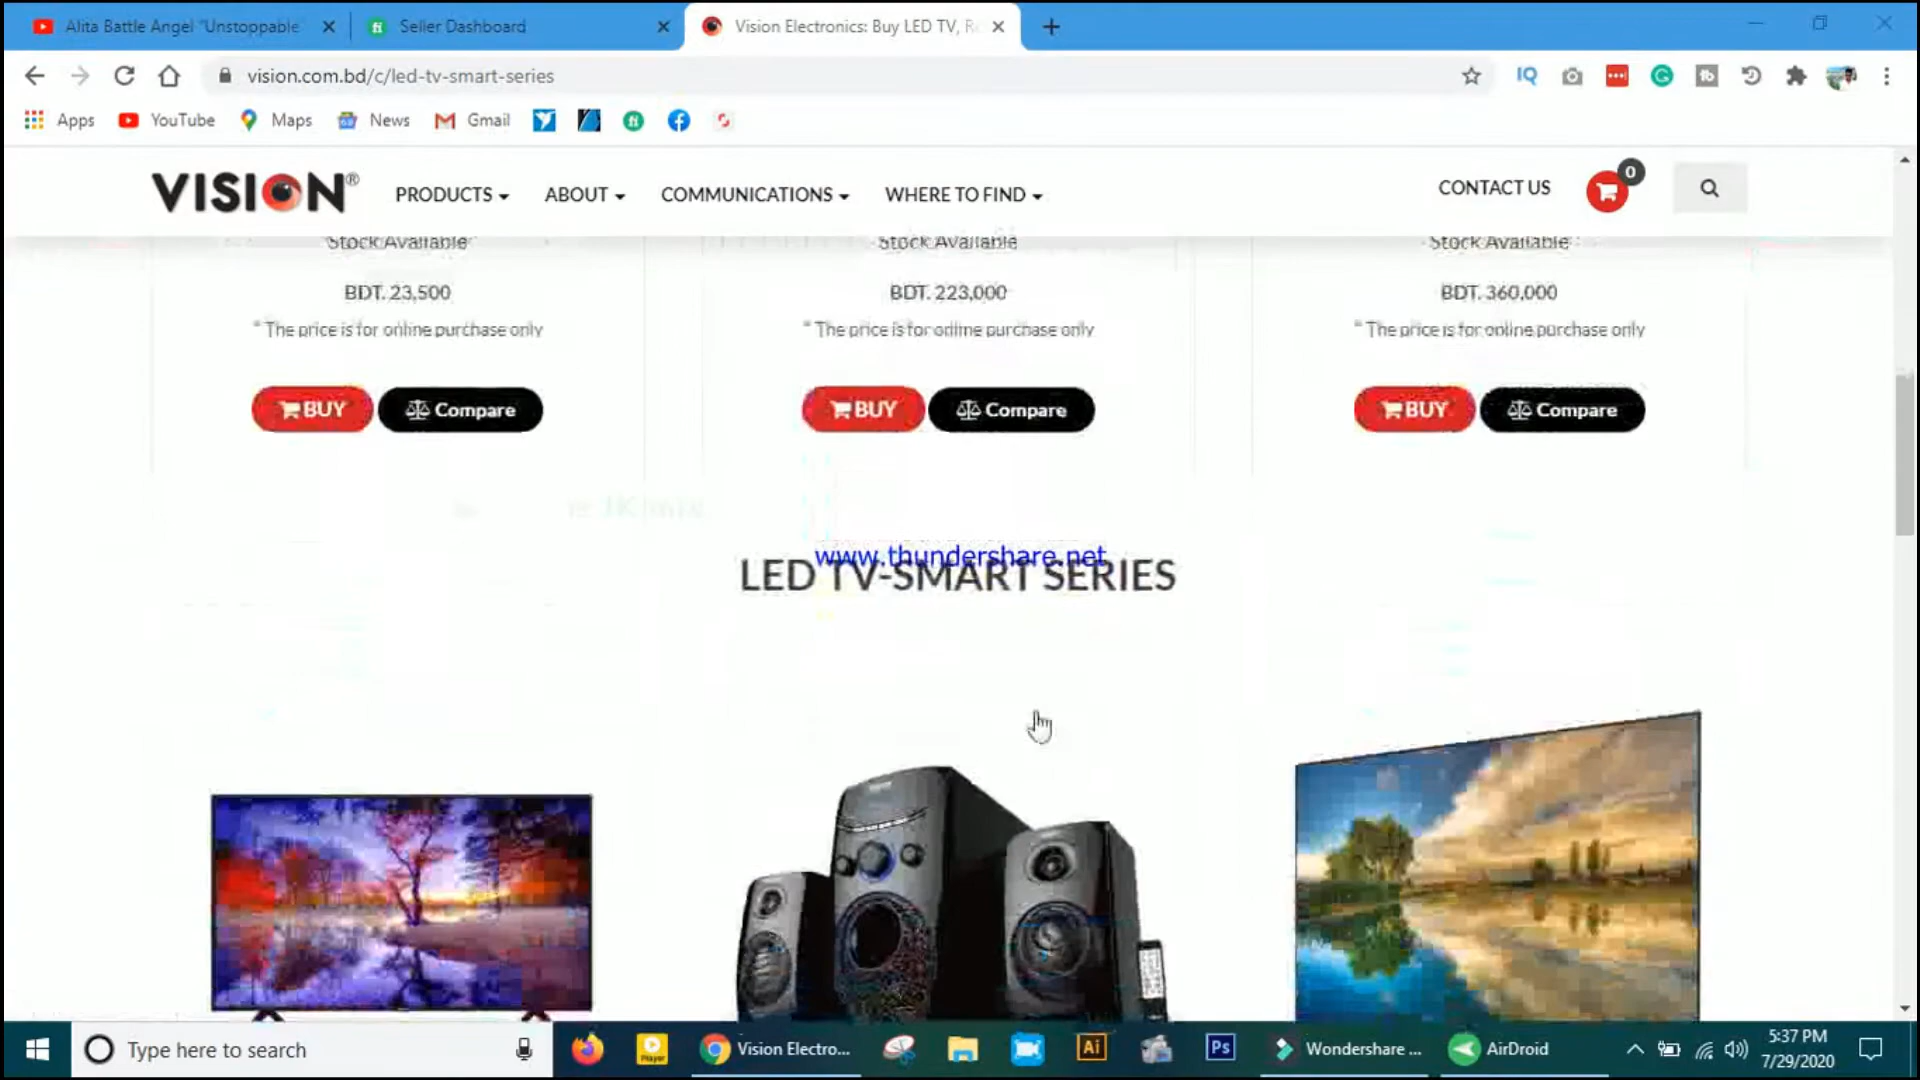 Alita Battle Angel "Unstoppable
Seller Dashboard
Vision Electronics: Buy LED TV, Re
vision.com.bd/c/led-tv-smart-series
IQ
Apps YouTube Maps News Gmail
VISION®
PRODUCTS ABOUT COMMUNICATIONS WHERE TO FIND
CONTACT US
0
Stock Available Stock Available Stock Available
BDT. 23,500 BDT. 223,000 BDT. 360,000
* The price is for online purchase only * The price is for online purchase only * The price is for online purchase only
BUY Compare BUY Compare BUY Compare
www.thundershare.net
LED TV-SMART SERIES
Type here to search
Player
Vision Electro...
Ai
Ps
Wondershare ...
AirDroid
5:37 PM
7/29/2020